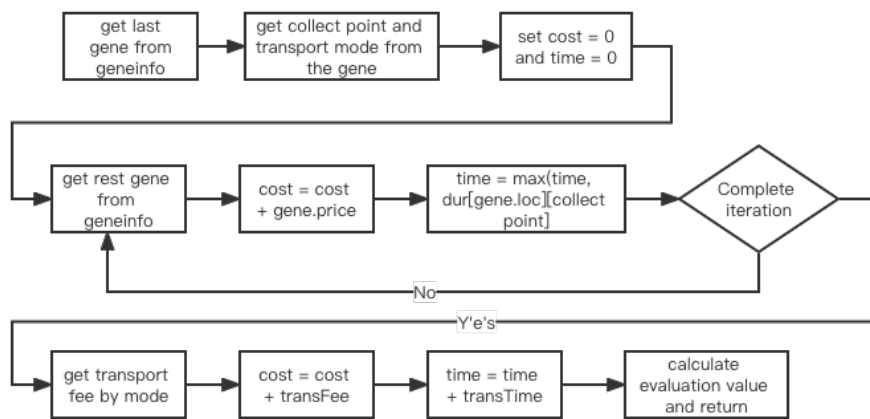 get last
gene from
geneinfo
get collect point and
transport mode from
the gene
set cost = 0
and time = 0
get rest gene
from
geneinfo
cost = cost
+ gene.price
time = max(time,
dur[gene.loc][collect
point]
Complete
iteration
No
Y'e's
get transport
fee by mode
cost = cost
+ transFee
time = time
+ transTime
calculate
evaluation value
and return